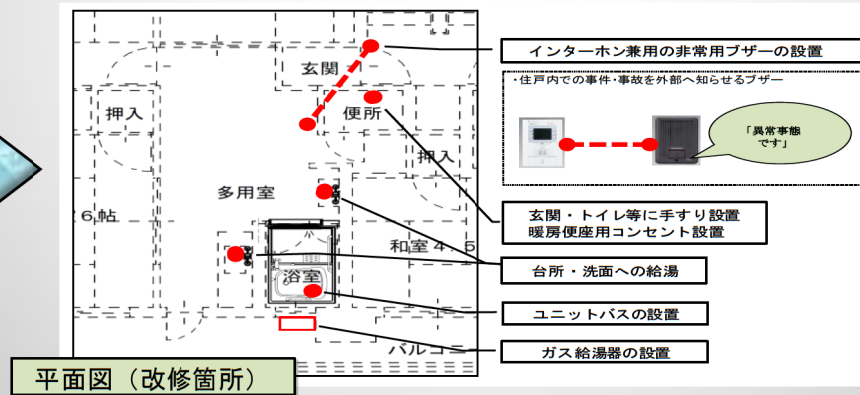 インターホン兼用の非常用ブザーの設置
玄関
・住戸内での事件・事故を外部へ知らせるブザー
押入
便所
「異常事態
です」
押入
多用室
6帖
玄関・トイレ等に手すり設置
暖房便座用コンセント設置
和室4.5
台所・洗面への給湯
浴室
ユニットバスの設置
バルコニ
ガス給湯器の設置
平面図（改修箇所）